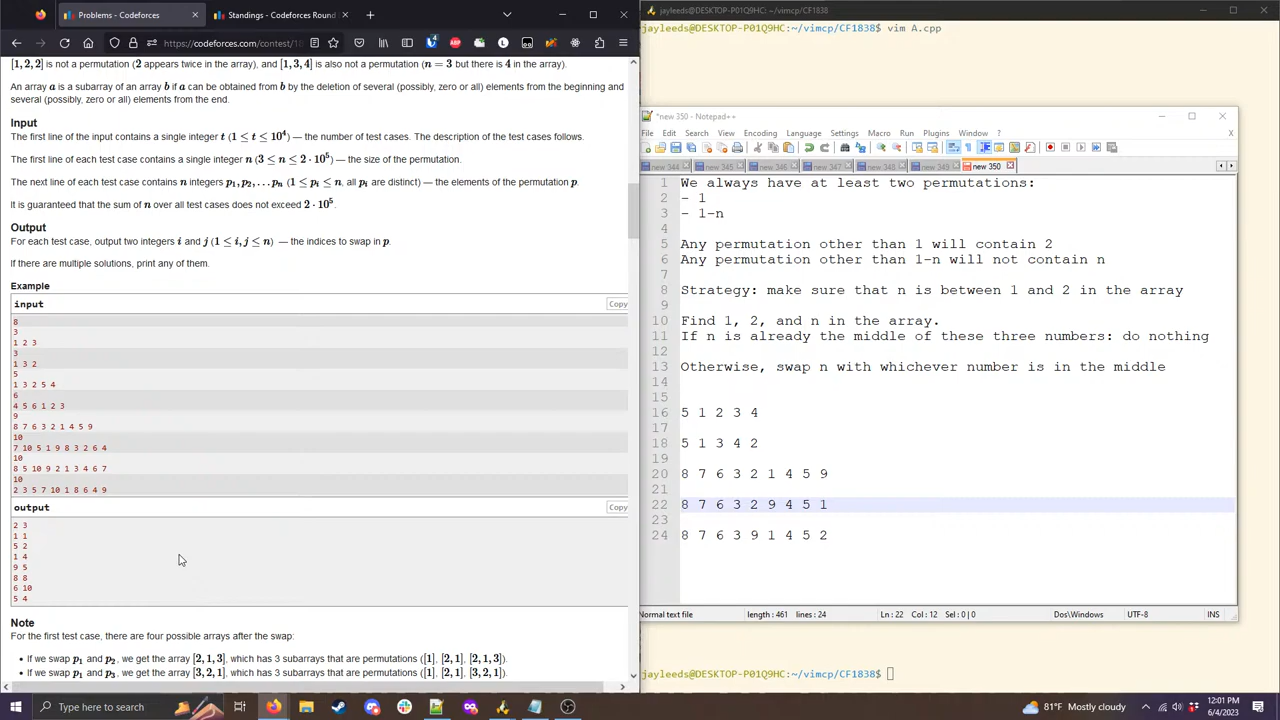 Problems - Codeforces
Standings - Codeforces Round
https://codeforces.com/contest/18
[1,2,2] is not a permutation (2 appears twice in the array), and [1,3,4] is also not a permutation (n = 3 but there is 4 in the array).
An array a is a subarray of an array b if a can be obtained from b by the deletion of several (possibly, zero or all) elements from the beginning and
several (possibly, zero or all) elements from the end.
Input
The first line of the input contains a single integer t (1 ≤ t ≤ 10^4) — the number of test cases. The description of the test cases follows.
The first line of each test case contains a single integer n (3 ≤ n ≤ 2 · 10^5) — the size of the permutation.
The next line of each test case contains n integers p1, p2, … pn (1 ≤ pi ≤ n, all pi are distinct) — the elements of the permutation p.
It is guaranteed that the sum of n over all test cases does not exceed 2 · 10^5.
Output
For each test case, output two integers i and j (1 ≤ i, j ≤ n) — the indices to swap in p.
If there are multiple solutions, print any of them.
Example
input
Copy
8
3
1 2 3
3
1 3 2
5
1 3 2 5 4
6
4 5 6 1 2 3
9
8 7 6 3 2 1 4 5 9
10
7 10 5 1 9 8 3 2 6 4
10
8 5 10 9 2 1 3 4 6 7
10
2 3 5 7 10 1 8 6 4 9
output
Copy
2 3
1 1
5 2
1 4
9 5
8 8
6 10
5 4
Note
For the first test case, there are four possible arrays after the swap:
If we swap p1 and p2, we get the array [2,1,3], which has 3 subarrays that are permutations ([1], [2,1], [2,1,3]).
If we swap p1 and p3, we get the array [3,2,1], which has 3 subarrays that are permutations ([1], [2,1], [3,2,1]).
jayleeds@DESKTOP-P01Q9HC: ~/vimcp/CF1838
jayleeds@DESKTOP-P01Q9HC:~/vimcp/CF1838$ vim A.cpp
*new 350 - Notepad++
File Edit Search View Encoding Language Settings Macro Run Plugins Window ?
X
new 344 new 345 new 346 new 347 new 348 new 349 new 350
1 We always have at least two permutations:
2 - 1
3 - 1-n
4
5 Any permutation other than 1 will contain 2
6 Any permutation other than 1-n will not contain n
7
8 Strategy: make sure that n is between 1 and 2 in the array
9
10 Find 1, 2, and n in the array.
11 If n is already the middle of these three numbers: do nothing
12
13 Otherwise, swap n with whichever number is in the middle
14
15
16 5 1 2 3 4
17
18 5 1 3 4 2
19
20 8 7 6 3 2 1 4 5 9
21
22 8 7 6 3 2 9 4 5 1
23
24 8 7 6 3 9 1 4 5 2
Normal text file length : 461 lines : 24 Ln : 22 Col : 12 Sel : 0 | 0 Dos\Windows UTF-8 INS
jayleeds@DESKTOP-P01Q9HC:~/vimcp/CF1838$
Type here to search
81°F Mostly cloudy
12:01 PM
6/4/2023